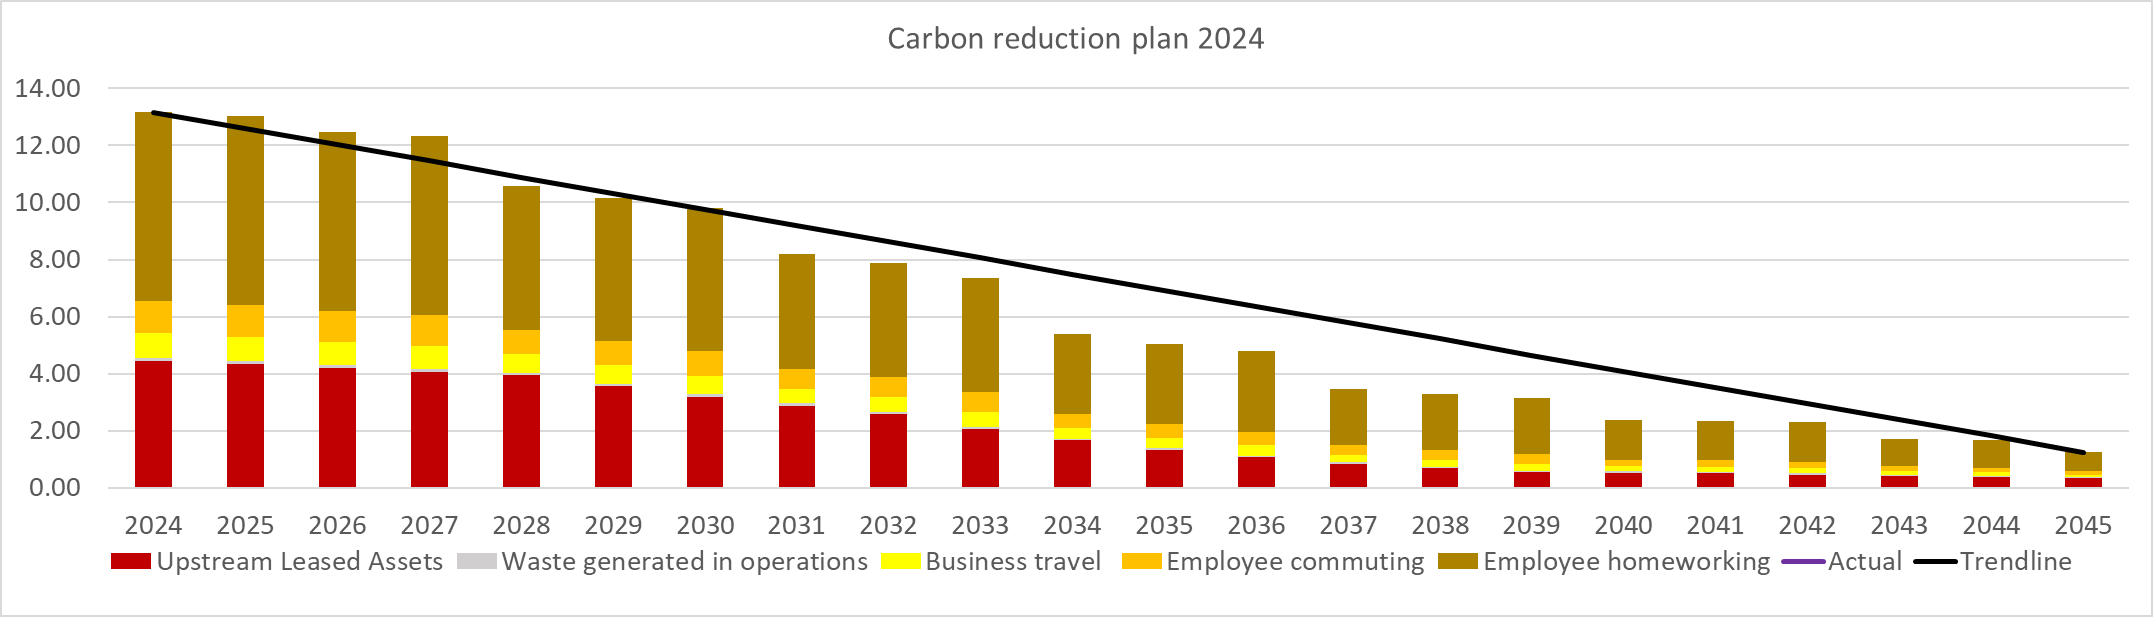 Carbon reduction plan 2024
14.00
12.00
10.00
8.00
6.00
4.00
2.00
0.00
2024 2025 2026 2027 2028 2029 2030 2031 2032 2033 2034 2035 2036 2037 2038 2039 2040 2041 2042 2043 2044 2045
Upstream Leased Assets Waste generated in operations Business travel Employee commuting Employee homeworking Actual Trendline